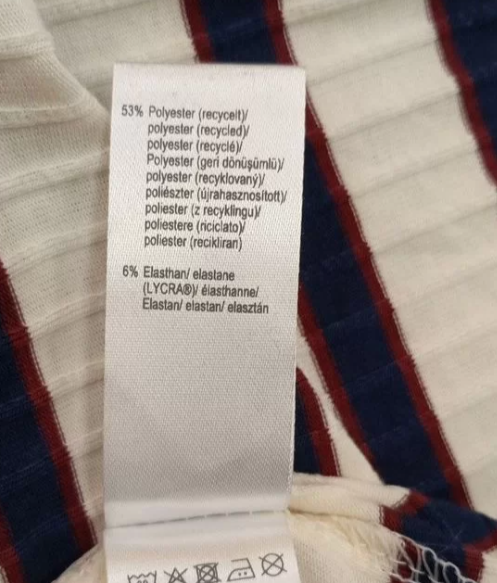 53% Polyester (recycelt)/
polyester (recycled)/
polyester (recyclé)/
Polyester (geri dönüşümlü)/
polyester (recyklovaný)/
poliészter (újrahasznosított)/
poliester (z recyklingu)/
poliestere (riciclato)/
poliester (recikliran)
6% Elasthan/ elastane
(LYCRA®)/ élasthanne/
Elastan/ elastan/ elasztán